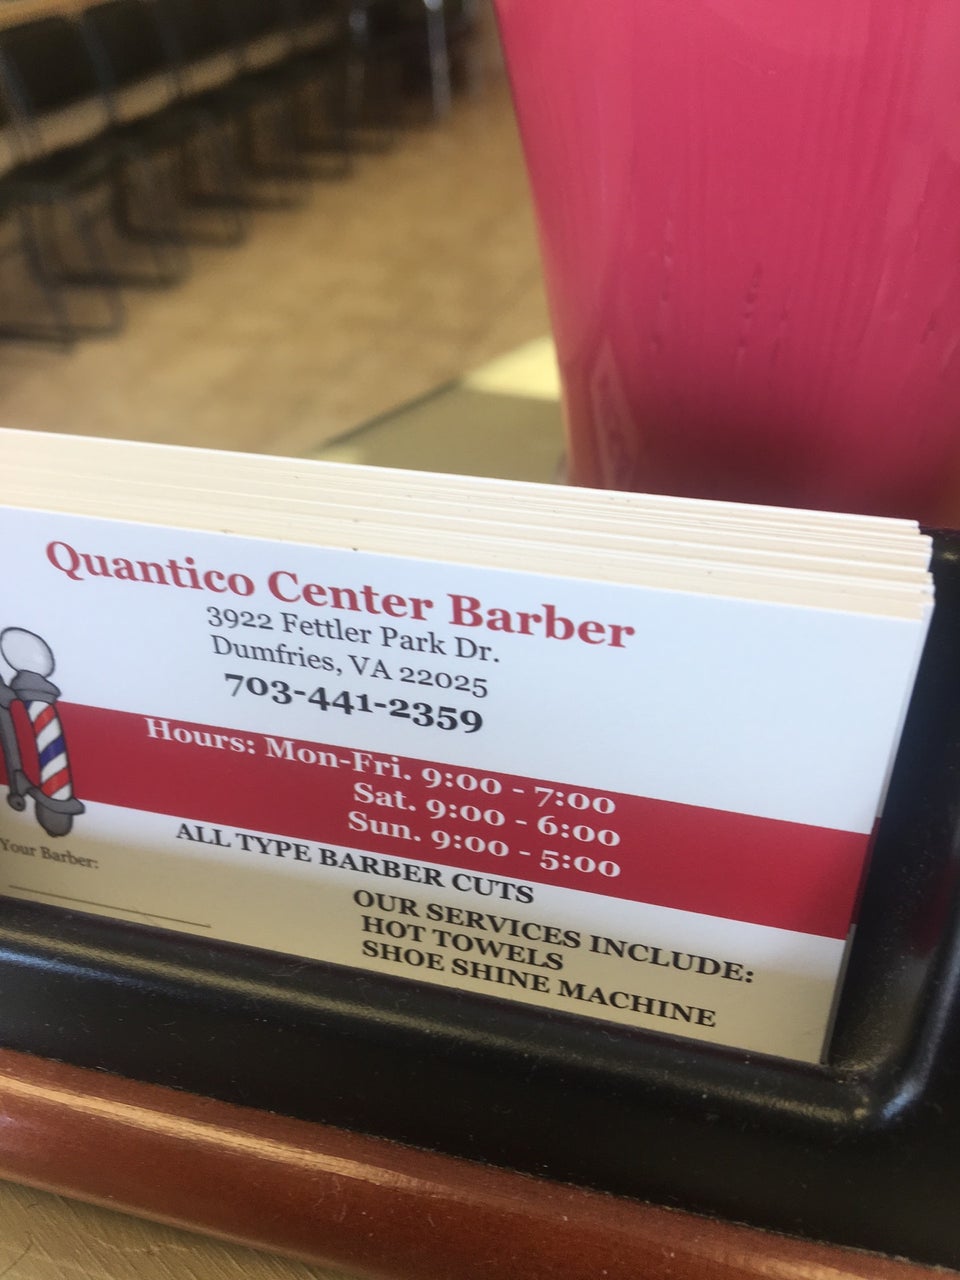 Quantico Center Barber
3922 Fettler Park Dr.
Dumfries, VA 22025
703-441-2359
Hours: Mon-Fri. 9:00 - 7:00
Sat. 9:00 - 6:00
Sun. 9:00 - 5:00
ALL TYPE BARBER CUTS
Your Barber:
OUR SERVICES INCLUDE:
HOT TOWELS
SHOE SHINE MACHINE